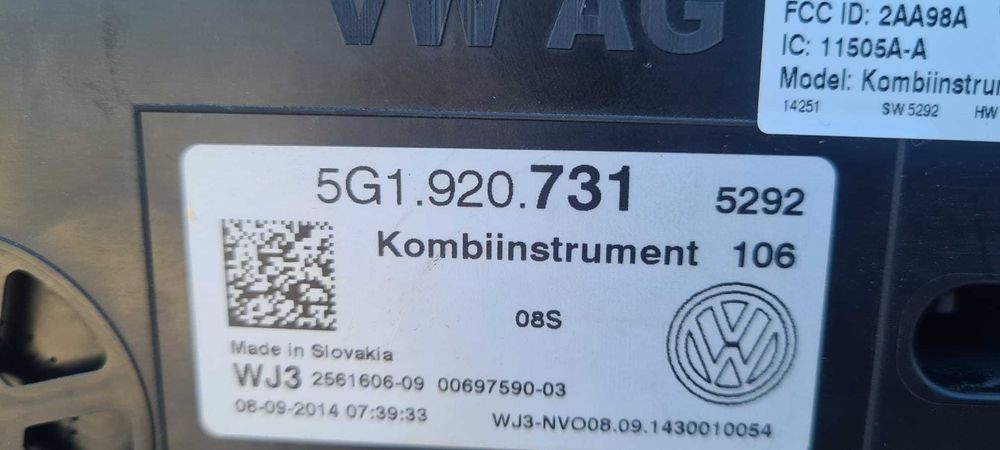 VW AG
FCC ID: 2AA98A
IC: 11505A-A
Model: Kombiinstru
14251 SW 5292 HW
5G1.920.731 5292
Kombiinstrument 106
08S
Made in Slovakia
WJ3 2561606-09 00697590-03
08-09-2014 07:39:33 WJ3-NVO08.09.1430010054